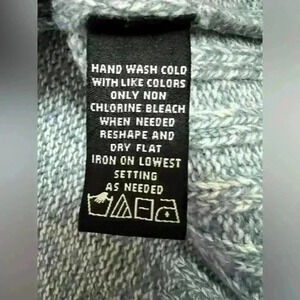 HAND WASH COLD
WITH LIKE COLORS
ONLY NON
CHLORINE BLEACH
WHEN NEEDED
RESHAPE AND
DRY FLAT
IRON ON LOWEST
SETTING
AS NEEDED